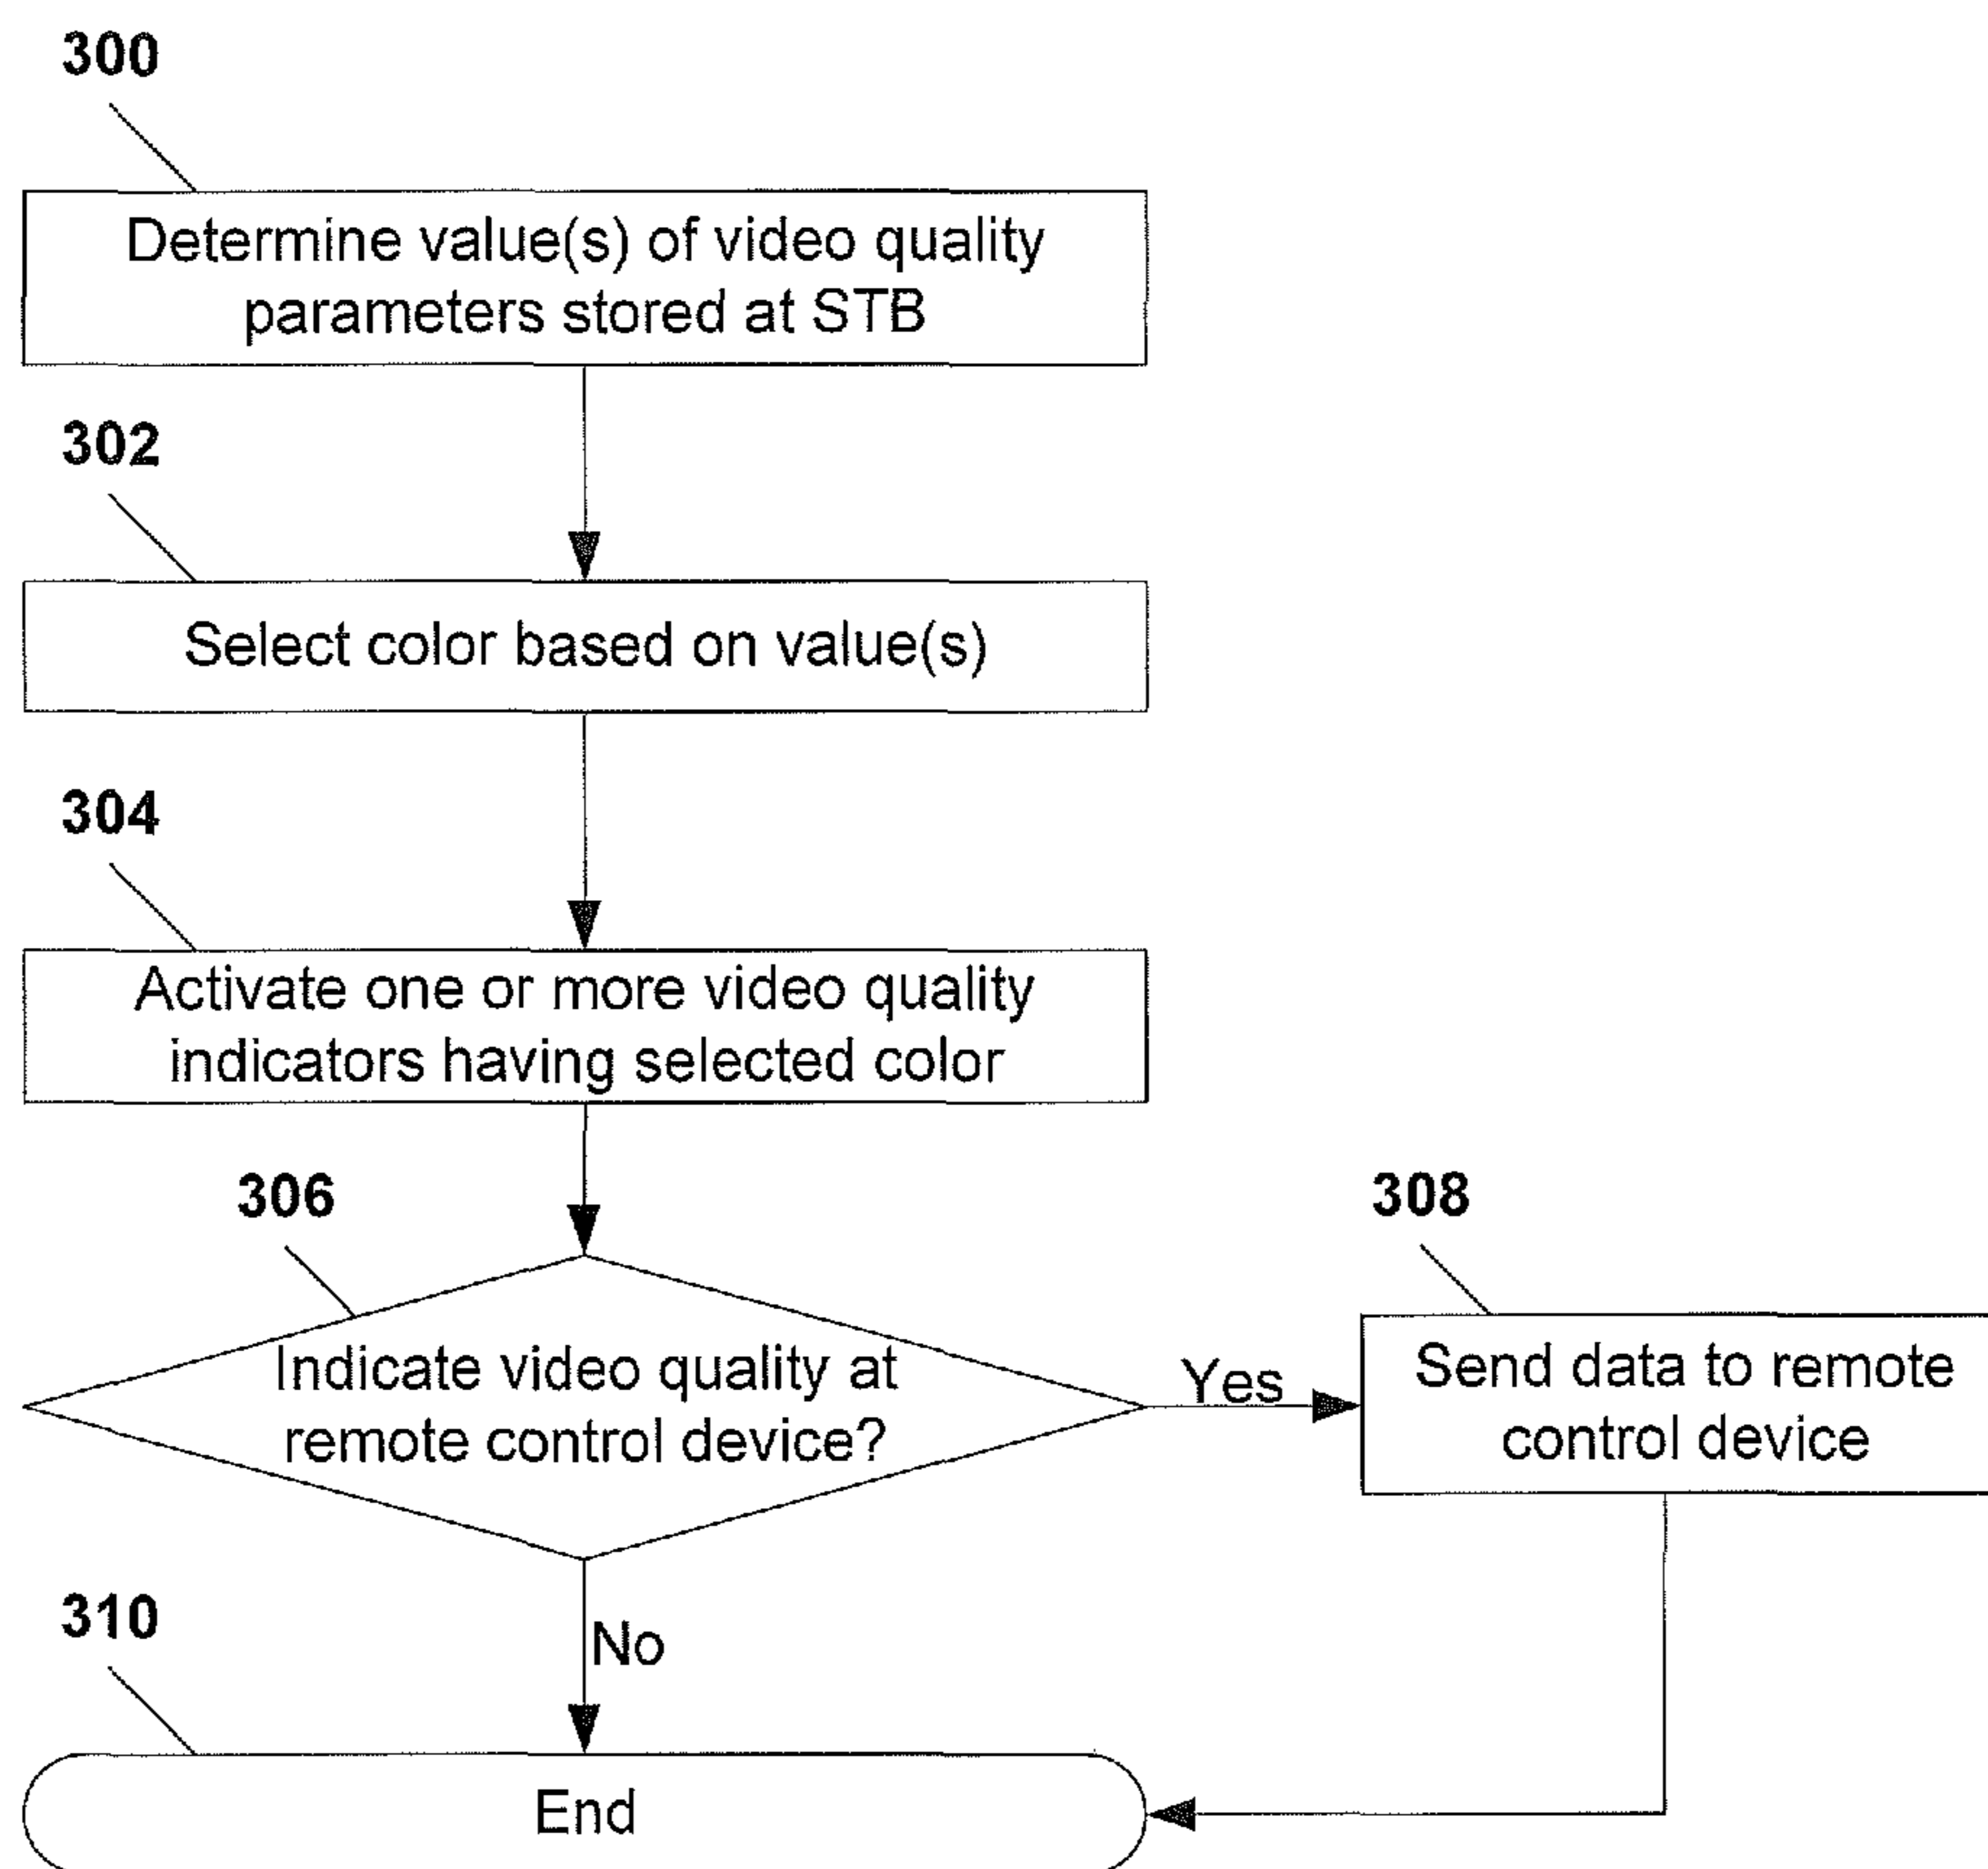 300
Determine value(s) of video quality
parameters stored at STB
302
Select color based on value(s)
304
Activate one or more video quality
indicators having selected color
306
Indicate video quality at
remote control device?
Yes
308
Send data to remote
control device
No
310
End